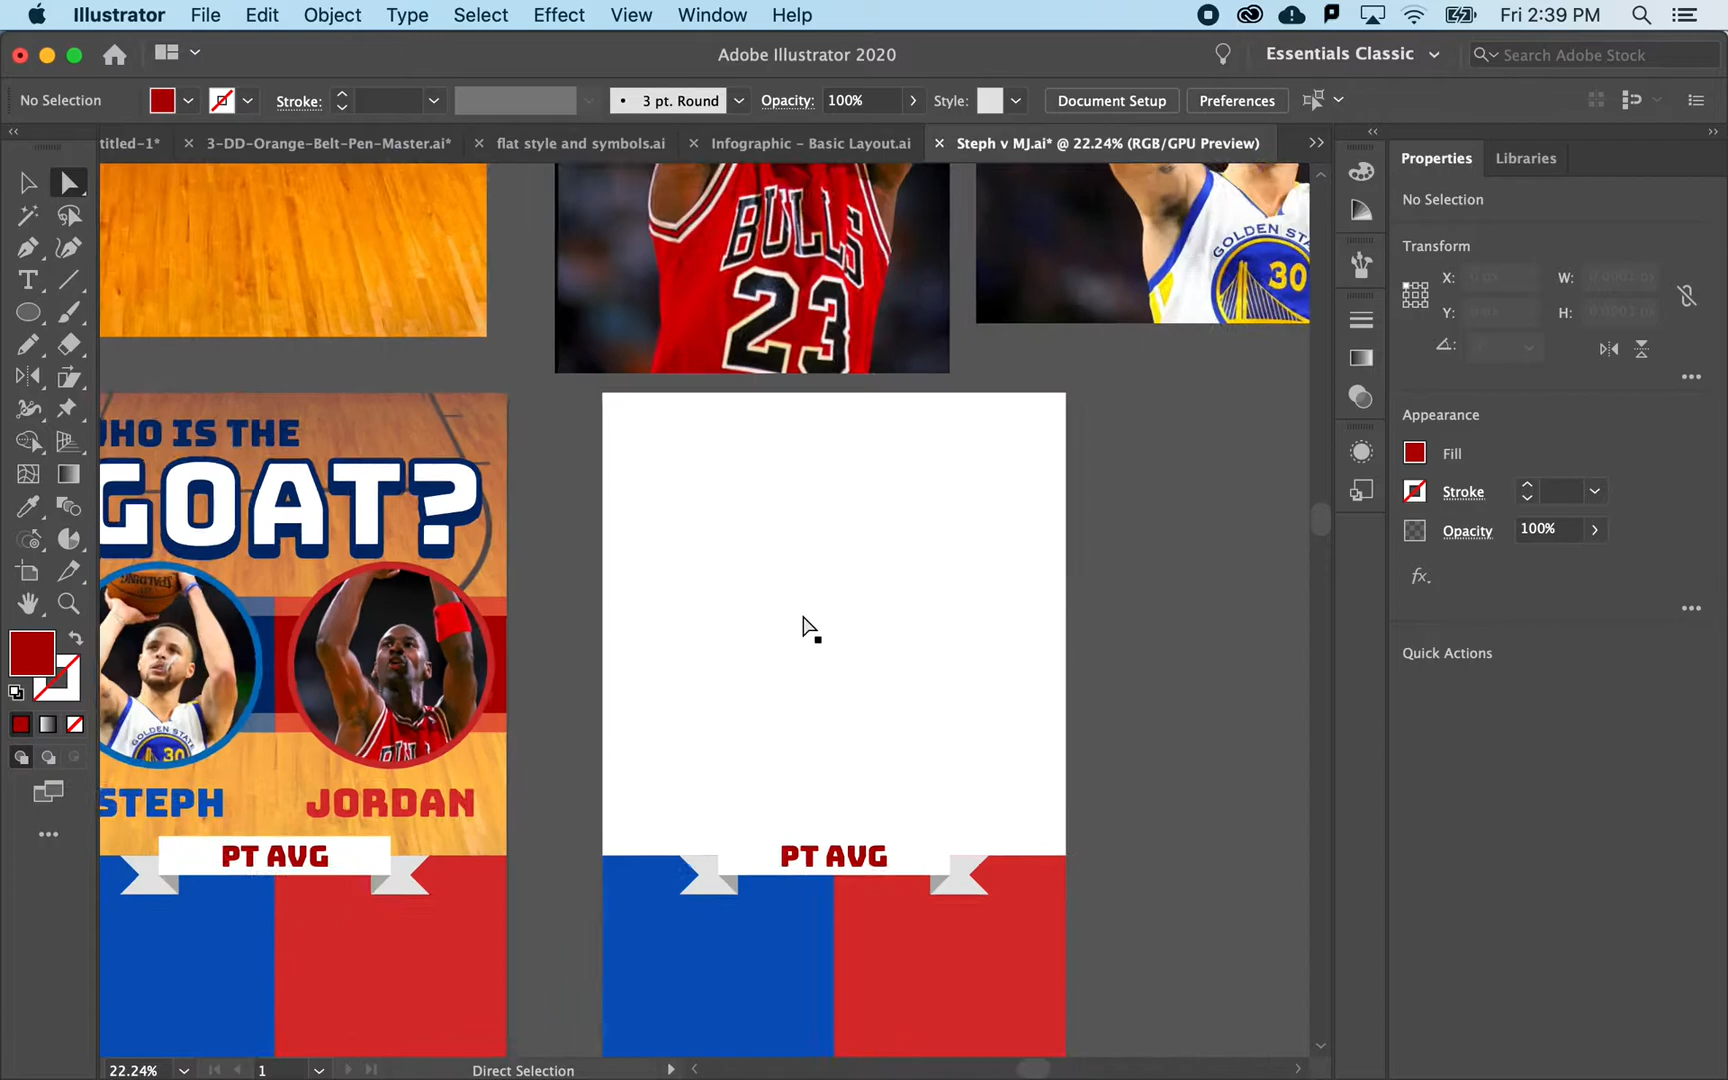 Illustrator File Edit Object Type Select Effect View Window Help
Fri 2:39 PM
Adobe Illustrator 2020
Essentials Classic
Search Adobe Stock
No Selection
Stroke:
3 pt. Round
Opacity: 100%
Style:
Document Setup
Preferences
titled-1*
3-DD-Orange-Belt-Pen-Master.ai*
flat style and symbols.ai
Infographic - Basic Layout.ai
Steph v MJ.ai* @ 22.24% (RGB/GPU Preview)
Properties
Libraries
No Selection
Transform
X:
W:
Y:
H:
Appearance
Fill
Stroke
Opacity 100%
fx.
Quick Actions
BULLS
23
GOLDEN STA
30
WHO IS THE
GOAT?
GOLDEN STATE
30
STEPH
JORDAN
PT AVG
PT AVG
22.24%
1
Direct Selection